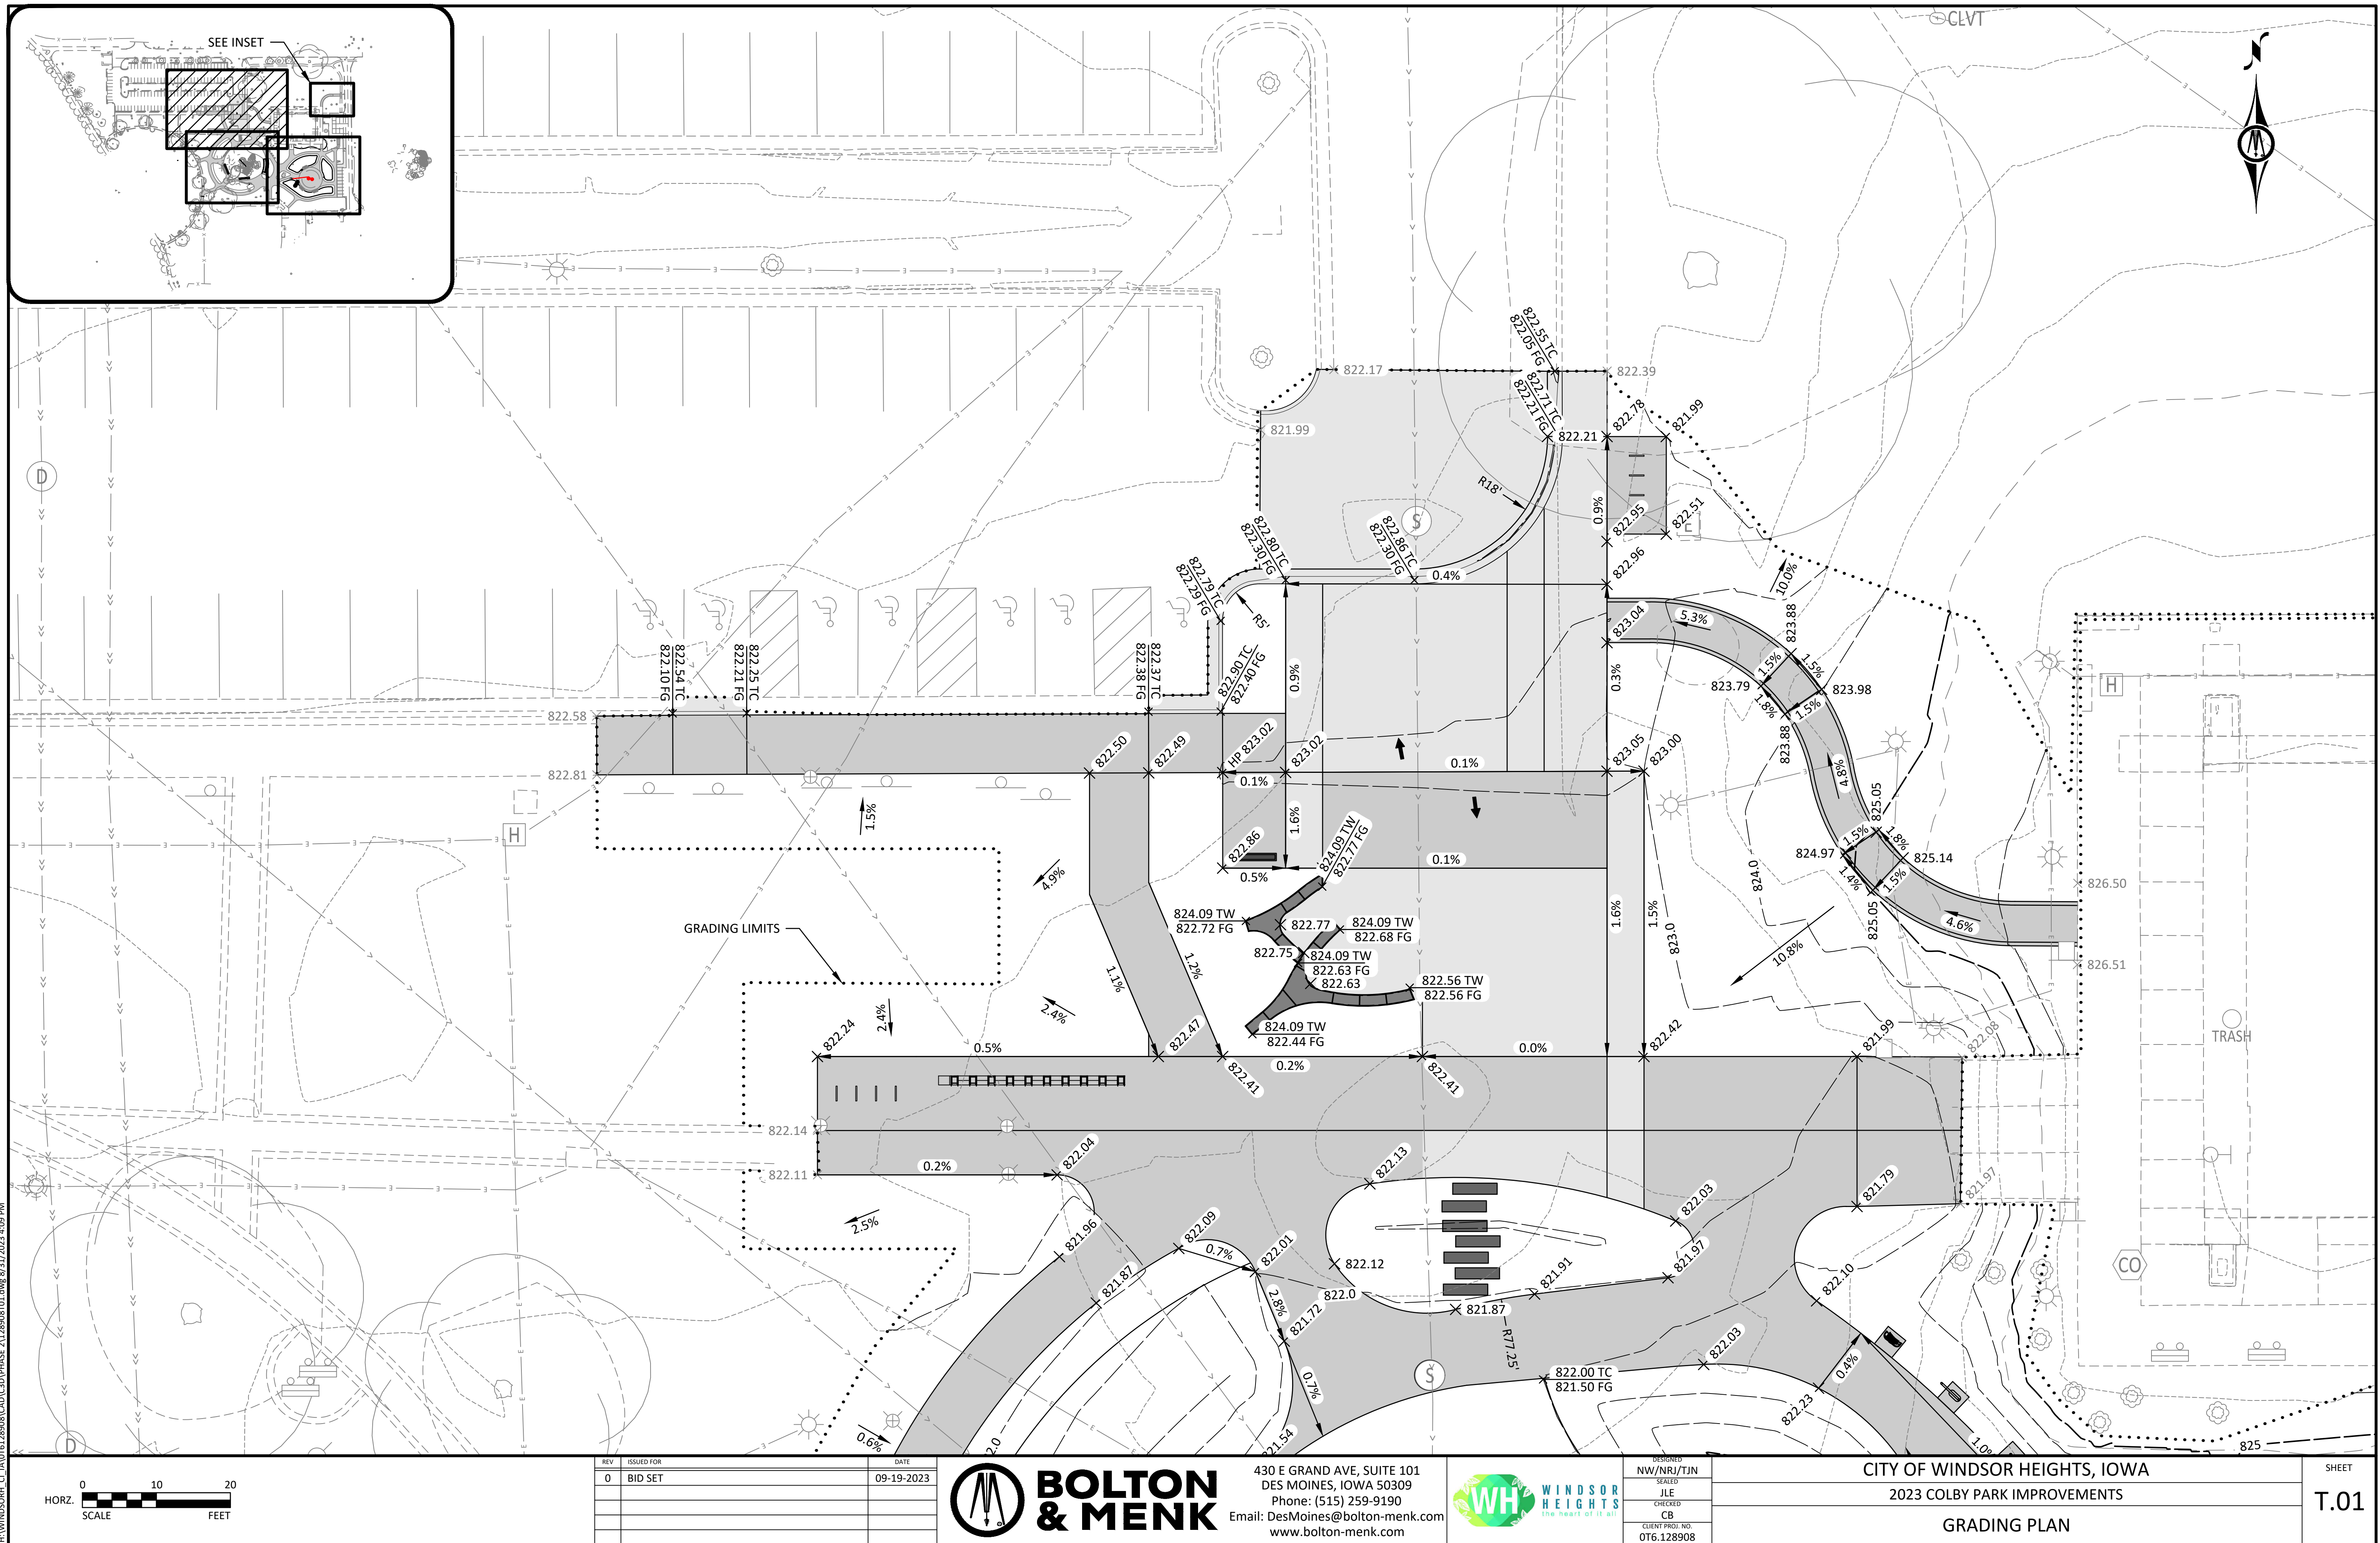 SEE INSET
CLVT
N
822.17
822.39
821.99
822.55 TC
822.05 FG
822.71 TC
822.21 FG
822.21
822.78
821.99
R18'
S
0.9%
822.95
822.51
E
822.96
822.80 TC
822.30 FG
822.86 TC
822.30 FG
0.4%
822.79 TC
822.29 FG
R5'
10.0%
5.3%
823.04
823.88
1.5%
1.5%
823.79
823.98
1.8%
1.5%
823.88
0.3%
0.9%
822.54 TC
822.10 FG
822.25 TC
822.21 FG
822.37 TC
822.38 FG
822.90 TC
822.40 FG
822.58
822.81
822.50
822.49
HP 823.02
823.02
823.05
823.00
0.1%
0.1%
4.8%
825.05
1.5%
1.8%
824.97
825.14
1.4%
1.5%
825.05
4.6%
826.50
826.51
D
H
H
1.5%
1.6%
822.86
0.5%
0.1%
4.9%
824.09 TW
822.77 FG
824.09 TW
822.72 FG
822.77
824.09 TW
822.68 FG
822.75
824.09 TW
822.63 FG
822.63
822.56 TW
822.56 FG
824.09 TW
822.44 FG
GRADING LIMITS
1.1%
1.2%
1.6%
1.5%
823.0
824.0
10.8%
2.4%
2.4%
822.24
0.5%
822.47
822.41
0.2%
822.41
0.0%
822.42
821.99
822.08
TRASH
822.14
822.11
0.2%
822.04
822.13
822.03
821.79
821.97
2.5%
821.96
822.09
0.7%
822.01
822.12
821.97
821.91
822.0
821.87
821.87
2.8%
821.72
R77.25'
822.10
CO
822.03
0.4%
822.00 TC
821.50 FG
S
0.7%
822.23
D
0.6%
821.54
1.0%
825
HORZ.
0 10 20
SCALE FEET
REV ISSUED FOR DATE
0 BID SET 09-19-2023
BOLTON
& MENK
430 E GRAND AVE, SUITE 101
DES MOINES, IOWA 50309
Phone: (515) 259-9190
Email: DesMoines@bolton-menk.com
www.bolton-menk.com
WH
WINDSOR
HEIGHTS
the heart of it all
DESIGNED
NW/NRJ/TJN
SEALED
JLE
CHECKED
CB
CLIENT PROJ. NO.
0T6.128908
CITY OF WINDSOR HEIGHTS, IOWA
2023 COLBY PARK IMPROVEMENTS
GRADING PLAN
SHEET
T.01